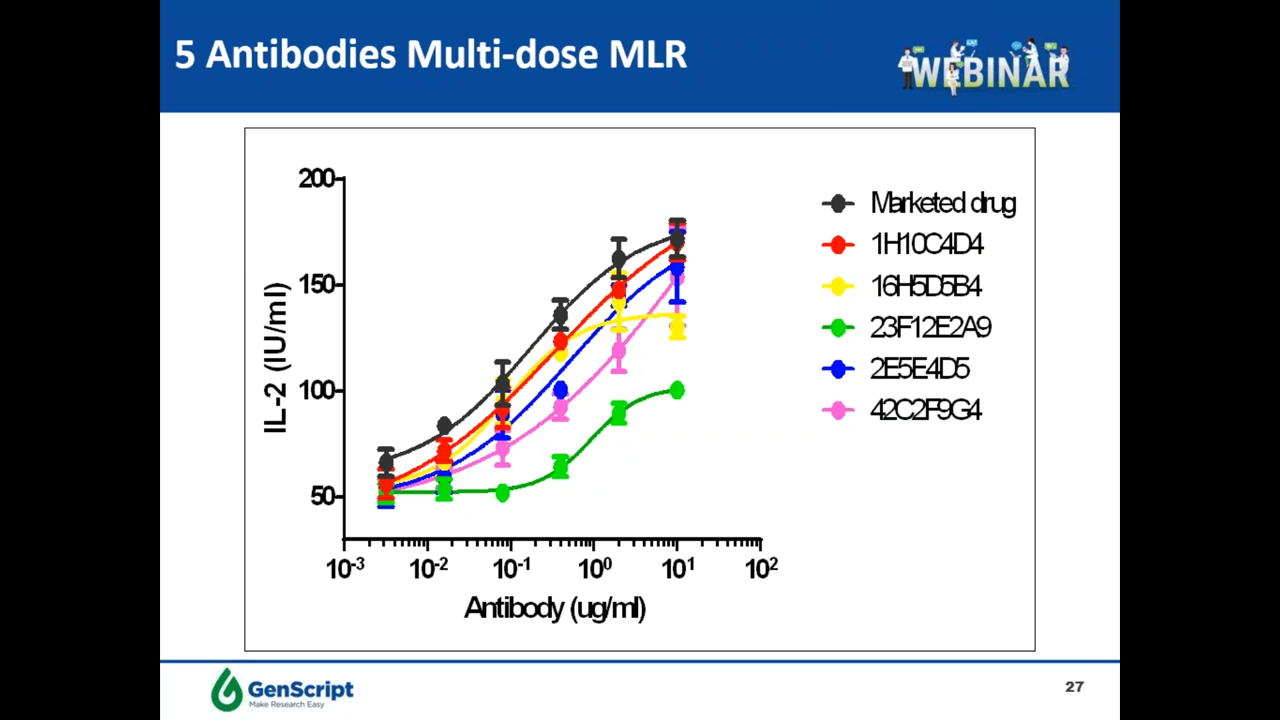 5 Antibodies Multi-dose MLR
WEBINAR
200
150
100
50
IL-2 (IU/ml)
10-3 10-2 10-1 100 101 102
Antibody (ug/ml)
Marketed drug
1H10C4D4
16H5D5B4
23F12E2A9
2E5E4D5
42C2F9G4
GenScript
Make Research Easy
27